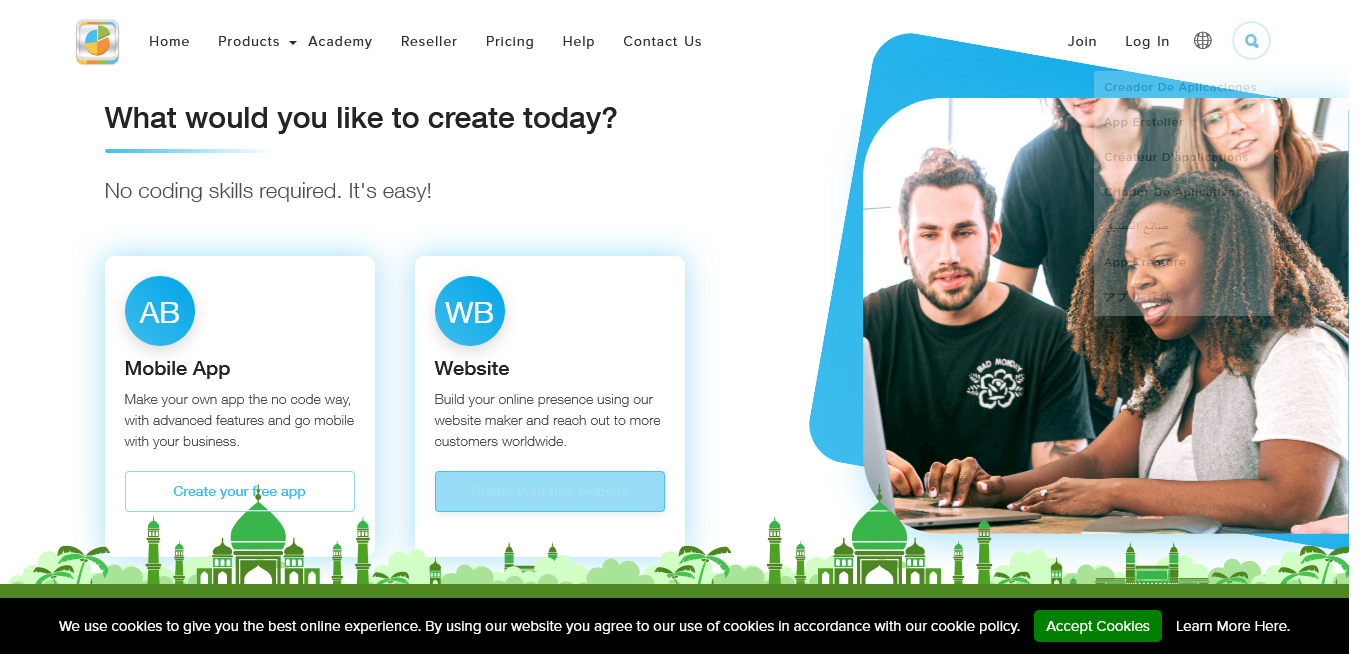 Home Products Academy Reseller Pricing Help Contact Us Join Log In
Creador De Aplicaciones
App Ersteller
Créateur D'applications
Criador De Aplicativos
صانع التطبيق
App Creatore
What would you like to create today?
No coding skills required. It's easy!
AB
Mobile App
Make your own app the no code way,
with advanced features and go mobile
with your business.
Create your free app
WB
Website
Build your online presence using our
website maker and reach out to more
customers worldwide.
Create your free website
BAD MONDAY
We use cookies to give you the best online experience. By using our website you agree to our use of cookies in accordance with our cookie policy. Accept Cookies Learn More Here.